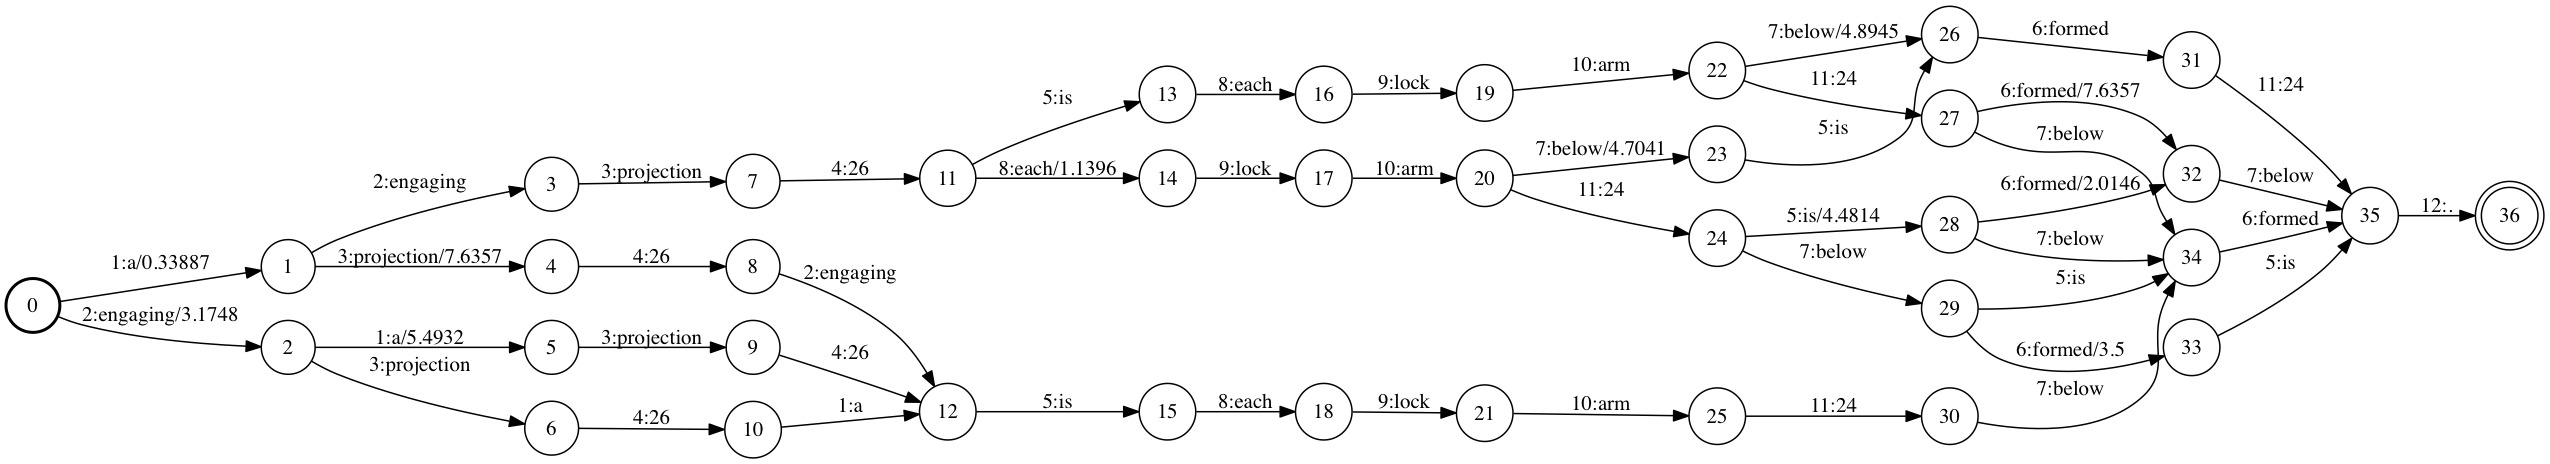 0
1:a/0.33887
2:engaging/3.1748
1
2:engaging
3:projection/7.6357
2
1:a/5.4932
3:projection
3
3:projection
4
4:26
5
3:projection
6
4:26
7
4:26
8
2:engaging
9
4:26
10
1:a
11
5:is
8:each/1.1396
12
5:is
13
8:each
14
9:lock
15
8:each
16
9:lock
17
10:arm
18
9:lock
19
10:arm
20
7:below/4.7041
11:24
21
10:arm
22
7:below/4.8945
11:24
23
5:is
24
5:is/4.4814
7:below
25
11:24
26
6:formed
27
6:formed/7.6357
7:below
28
6:formed/2.0146
7:below
29
5:is
6:formed/3.5
30
7:below
31
11:24
32
7:below
34
6:formed
33
5:is
35
12:.
36